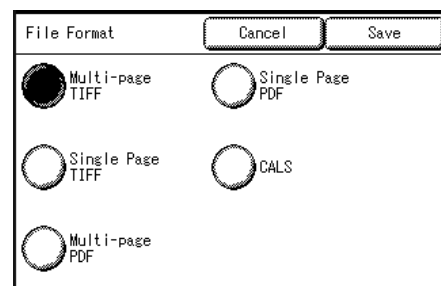 File Format
Cancel
Save
Multi-page
TIFF
Single Page
PDF
Single Page
TIFF
CALS
Multi-page
PDF